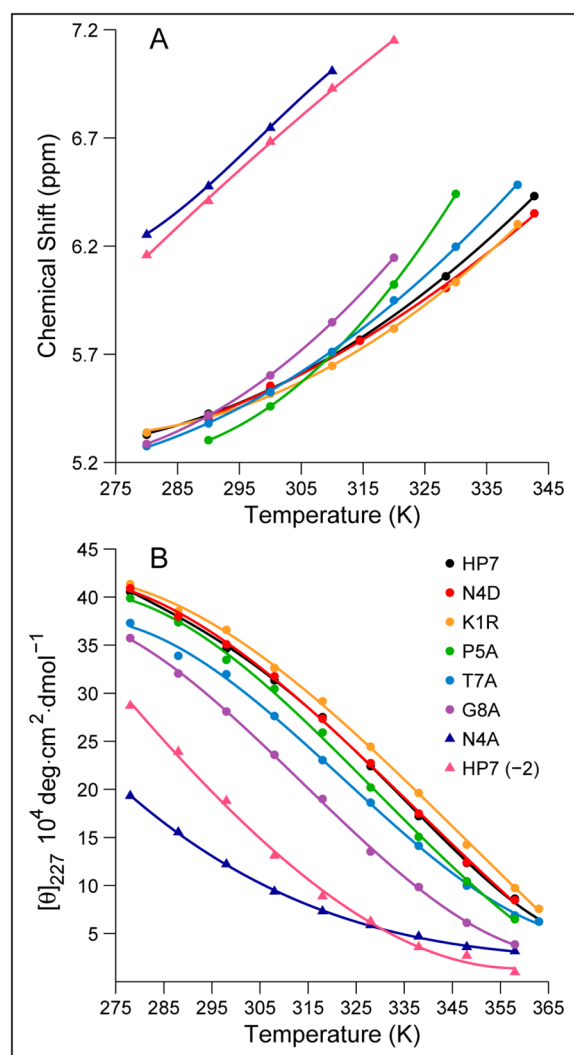 A
7.2
6.7
6.2
5.7
5.2
Chemical Shift (ppm)
275 285 295 305 315 325 335 345
Temperature (K)
B
45
40
35
30
25
20
15
10
5
[θ]₂₂₇ 10⁴ deg·cm²·dmol⁻¹
HP7
N4D
K1R
P5A
T7A
G8A
N4A
HP7 (−2)
275 285 295 305 315 325 335 345 355 365
Temperature (K)